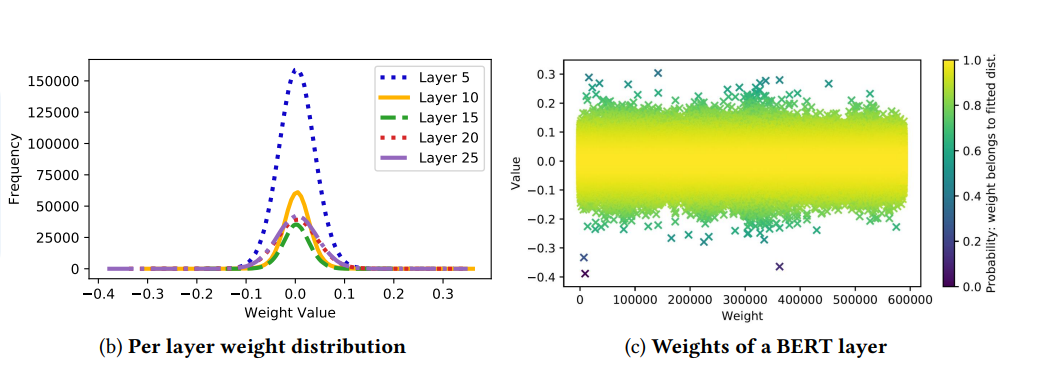 150000
125000
100000
75000
50000
25000
0
Frequency
−0.4 −0.3 −0.2 −0.1 0.0 0.1 0.2 0.3
Weight Value
Layer 5
Layer 10
Layer 15
Layer 20
Layer 25
(b) Per layer weight distribution
0.3
0.2
0.1
0.0
−0.1
−0.2
−0.3
−0.4
Value
0 100000 200000 300000 400000 500000 600000
Weight
1.0
0.8
0.6
0.4
0.2
0.0
Probability: weight belongs to fitted dist.
(c) Weights of a BERT layer